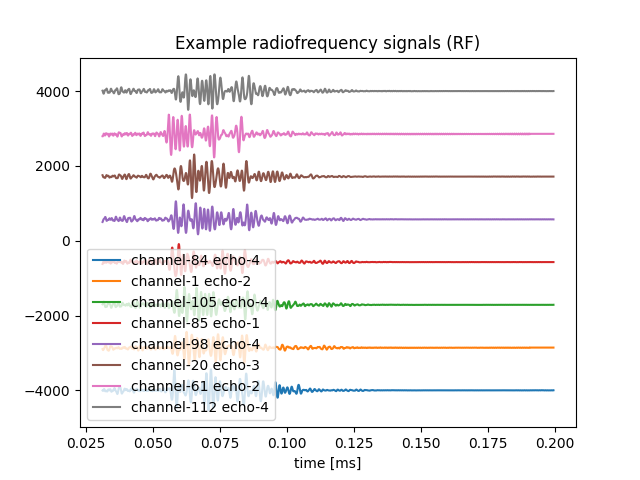 Example radiofrequency signals (RF)
4000
2000
0
−2000
−4000
channel-84 echo-4
channel-1 echo-2
channel-105 echo-4
channel-85 echo-1
channel-98 echo-4
channel-20 echo-3
channel-61 echo-2
channel-112 echo-4
0.025 0.050 0.075 0.100 0.125 0.150 0.175 0.200
time [ms]